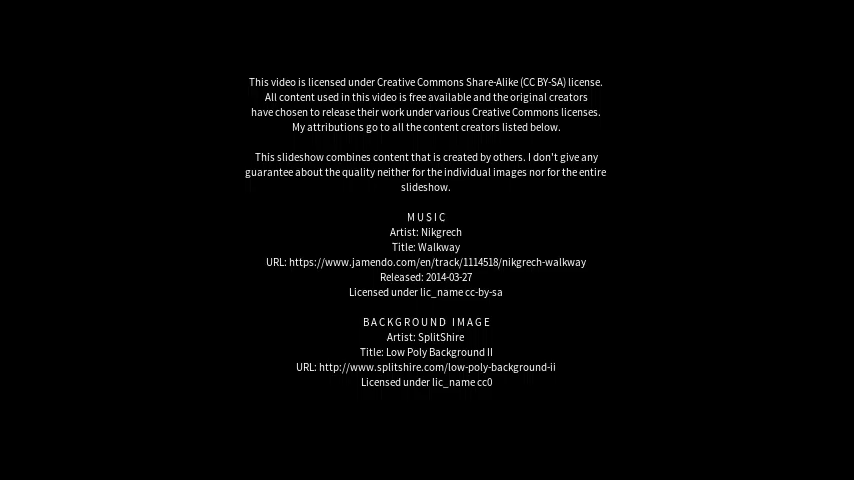 This video is licensed under Creative Commons Share-Alike (CC BY-SA) license.
All content used in this video is free available and the original creators
have chosen to release their work under various Creative Commons licenses.
My attributions go to all the content creators listed below.
This slideshow combines content that is created by others. I don't give any
guarantee about the quality neither for the individual images nor for the entire
slideshow.
MUSIC
Artist: Nikgrech
Title: Walkway
URL: https://www.jamendo.com/en/track/1114518/nikgrech-walkway
Released: 2014-03-27
Licensed under lic_name cc-by-sa
BACKGROUND IMAGE
Artist: SplitShire
Title: Low Poly Background II
URL: http://www.splitshire.com/low-poly-background-ii
Licensed under lic_name cc0